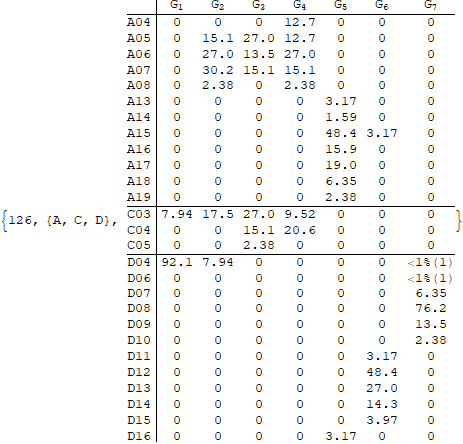 G₁ G₂ G₃ G₄ G₅ G₆ G₇
A04 0 0 0 12.7 0 0 0
A05 0 15.1 27.0 12.7 0 0 0
A06 0 27.0 13.5 27.0 0 0 0
A07 0 30.2 15.1 15.1 0 0 0
A08 0 2.38 0 2.38 0 0 0
A13 0 0 0 0 3.17 0 0
A14 0 0 0 0 1.59 0 0
A15 0 0 0 0 48.4 3.17 0
A16 0 0 0 0 15.9 0 0
A17 0 0 0 0 19.0 0 0
A18 0 0 0 0 6.35 0 0
A19 0 0 0 0 2.38 0 0
{126, {A, C, D}, C03 7.94 17.5 27.0 9.52 0 0 0 }
C04 0 0 15.1 20.6 0 0 0
C05 0 0 2.38 0 0 0 0
D04 92.1 7.94 0 0 0 0 <1%(1)
D06 0 0 0 0 0 0 <1%(1)
D07 0 0 0 0 0 0 6.35
D08 0 0 0 0 0 0 76.2
D09 0 0 0 0 0 0 13.5
D10 0 0 0 0 0 0 2.38
D11 0 0 0 0 0 3.17 0
D12 0 0 0 0 0 48.4 0
D13 0 0 0 0 0 27.0 0
D14 0 0 0 0 0 14.3 0
D15 0 0 0 0 0 3.97 0
D16 0 0 0 0 3.17 0 0